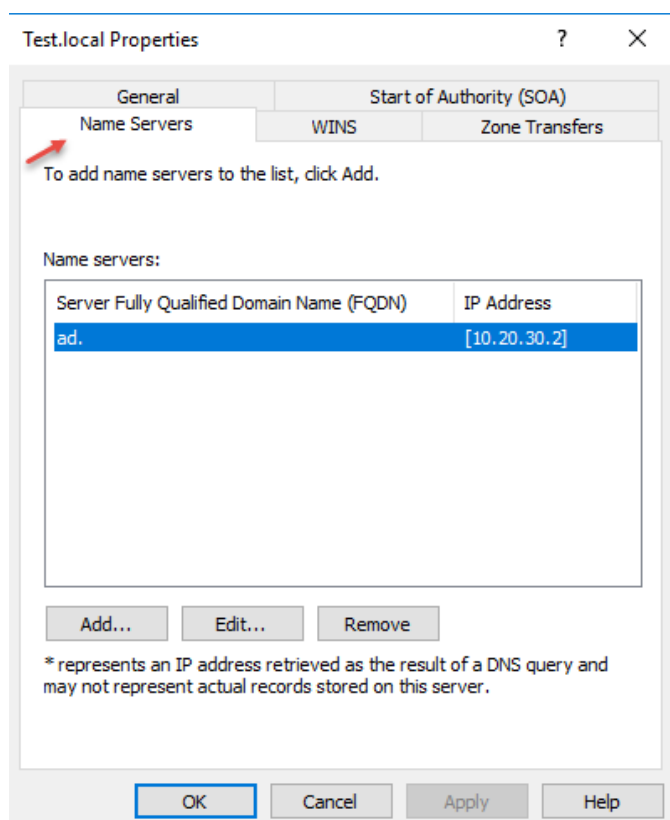 Test.local Properties ? ×
General Start of Authority (SOA)
Name Servers WINS Zone Transfers
To add name servers to the list, click Add.
Name servers:
Server Fully Qualified Domain Name (FQDN) IP Address
ad. [10.20.30.2]
Add... Edit... Remove
* represents an IP address retrieved as the result of a DNS query and
may not represent actual records stored on this server.
OK Cancel Apply Help